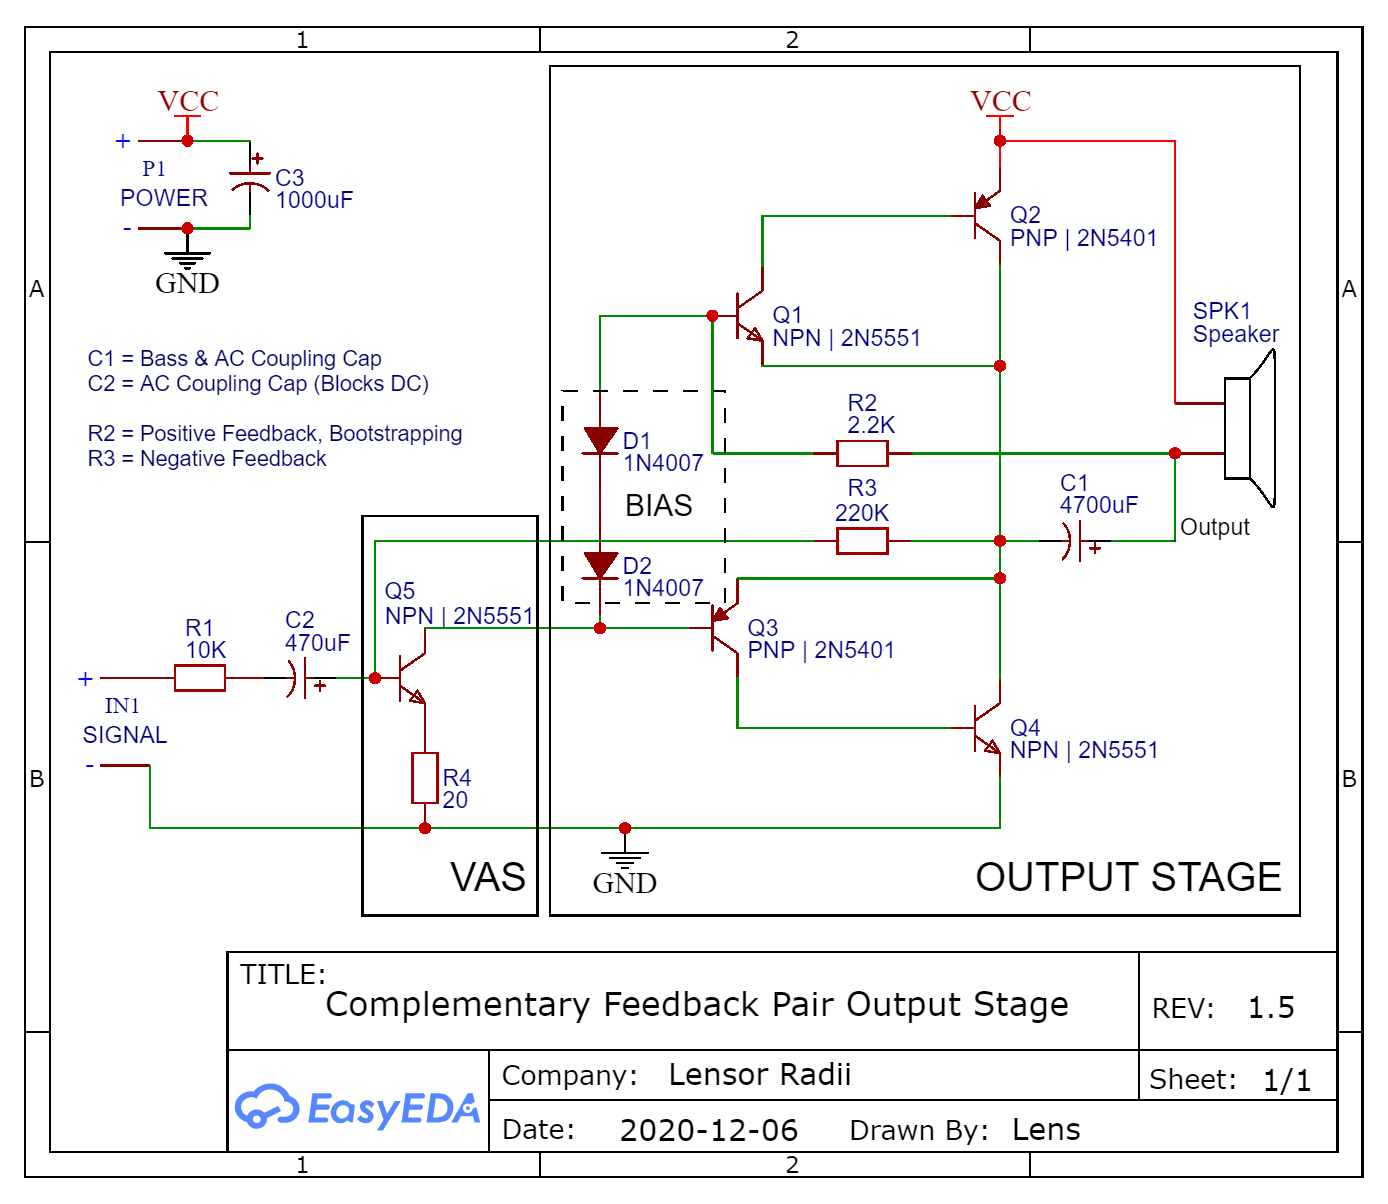 1
2
VCC
+
P1
POWER
-
GND
+
C3
1000uF
C1 = Bass & AC Coupling Cap
C2 = AC Coupling Cap (Blocks DC)
R2 = Positive Feedback, Bootstrapping
R3 = Negative Feedback
VCC
Q2
PNP | 2N5401
Q1
NPN | 2N5551
SPK1
Speaker
A
A
R2
2.2K
D1
1N4007
BIAS
R3
220K
C1
4700uF
+
Output
D2
1N4007
Q5
NPN | 2N5551
R1
10K
C2
470uF
+
+
IN1
SIGNAL
-
Q3
PNP | 2N5401
Q4
NPN | 2N5551
R4
20
B
B
GND
VAS
OUTPUT STAGE
TITLE:
Complementary Feedback Pair Output Stage
REV: 1.5
EasyEDA
Company: Lensor Radii
Sheet: 1/1
Date: 2020-12-06 Drawn By: Lens
1
2